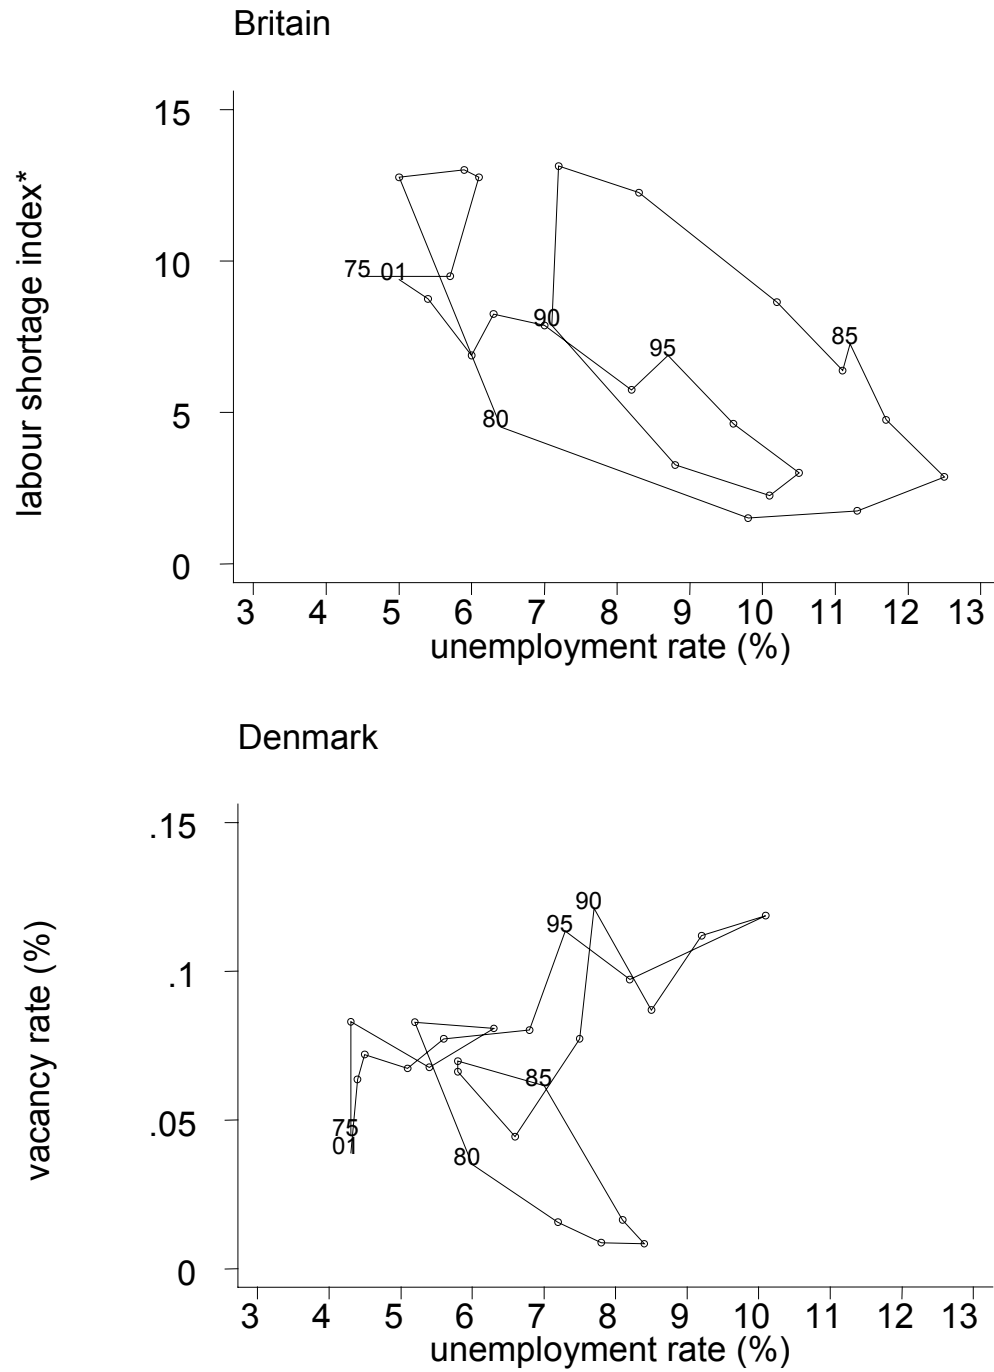 Britain
labour shortage index*
15
10
5
0
75
01
90
95
85
80
3 4 5 6 7 8 9 10 11 12 13
unemployment rate (%)
Denmark
vacancy rate (%)
.15
.1
.05
0
90
95
85
75
01
80
3 4 5 6 7 8 9 10 11 12 13
unemployment rate (%)